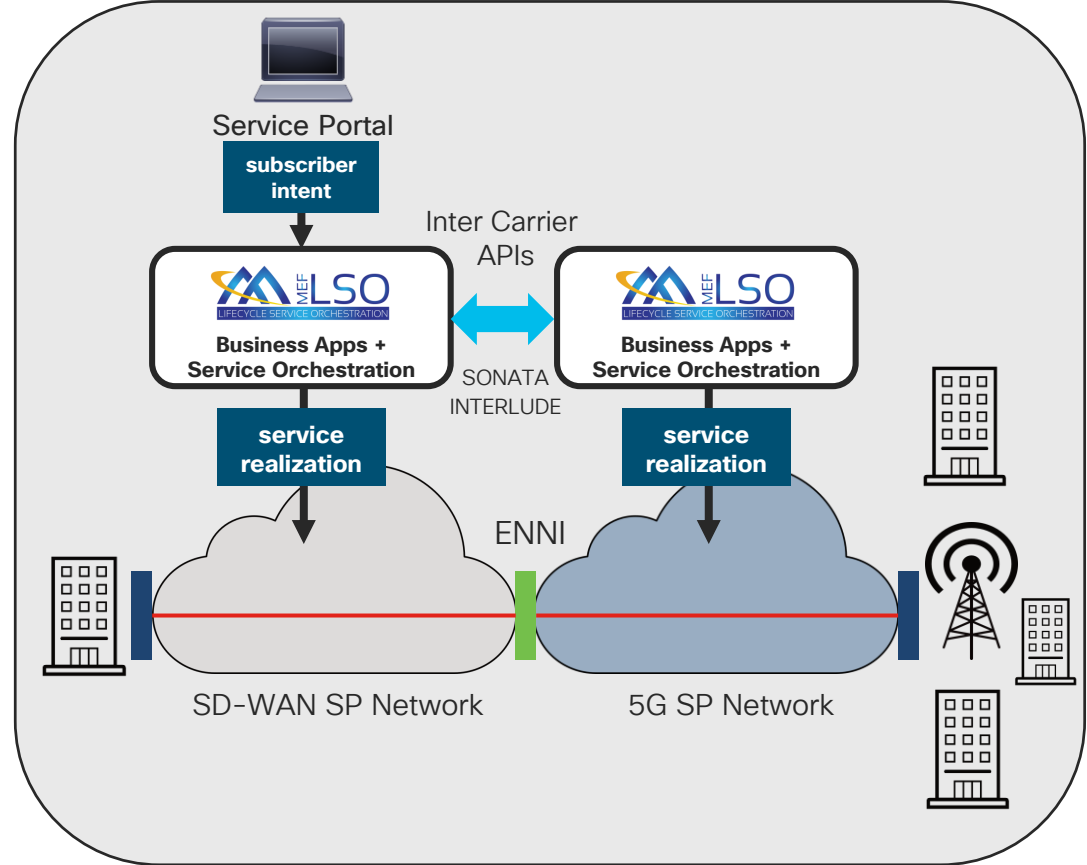 Service Portal
subscriber
intent
Inter Carrier
APIs
MEF LSO
LIFECYCLE SERVICE ORCHESTRATION
Business Apps +
Service Orchestration
MEF LSO
LIFECYCLE SERVICE ORCHESTRATION
Business Apps +
Service Orchestration
SONATA
INTERLUDE
service
realization
service
realization
ENNI
SD-WAN SP Network
5G SP Network